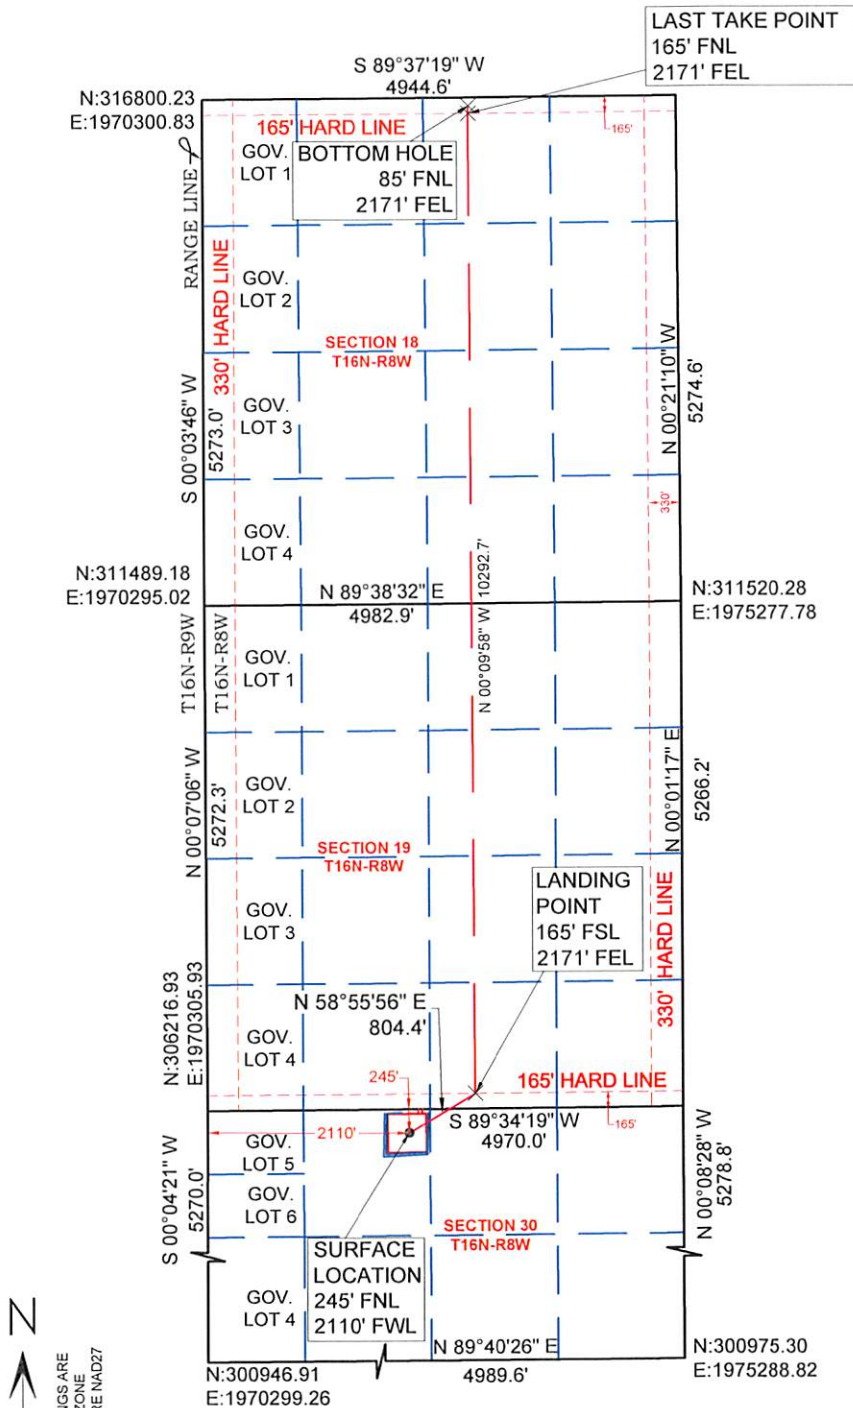 LAST TAKE POINT
165' FNL
2171' FEL
S 89°37'19" W
4944.6'
N:316800.23
E:1970300.83
165' HARD LINE
165'
GOV.
LOT 1
BOTTOM HOLE
85' FNL
2171' FEL
RANGE LINE
GOV.
LOT 2
330' HARD LINE
SECTION 18
T16N-R8W
S 00°03'46" W
5273.0'
N 00°21'10" W
5274.6'
GOV.
LOT 3
330'
GOV.
LOT 4
N:311489.18
E:1970295.02
N 89°38'32" E
4982.9'
N 00°09'58" W 10292.7'
N:311520.28
E:1975277.78
T16N-R9W
T16N-R8W
GOV.
LOT 1
N 00°07'06" W
5272.3'
GOV.
LOT 2
N 00°01'17" E
5266.2'
SECTION 19
T16N-R8W
GOV.
LOT 3
LANDING
POINT
165' FSL
2171' FEL
330' HARD LINE
N:306216.93
E:1970305.93
N 58°55'56" E
804.4'
GOV.
LOT 4
245'
165' HARD LINE
2110'
S 89°34'19" W
4970.0'
165'
GOV.
LOT 5
S 00°04'21" W
5270.0'
N 00°08'28" W
5278.8'
GOV.
LOT 6
SECTION 30
T16N-R8W
SURFACE
LOCATION
245' FNL
2110' FWL
GOV.
LOT 4
N 89°40'26" E
4989.6'
N:300975.30
E:1975288.82
N:300946.91
E:1970299.26
N
NGS ARE
ZONE
RE NAD27